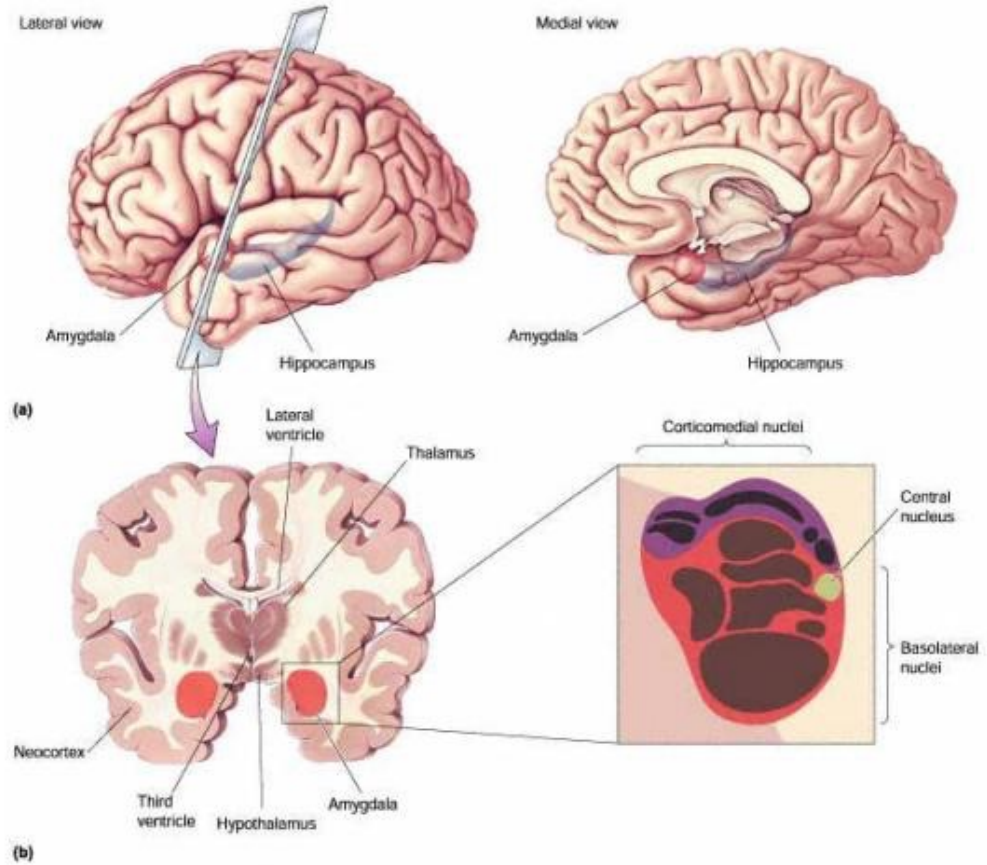 Lateral view
Medial view
Amygdala
Hippocampus
Amygdala
Hippocampus
(a)
Lateral
ventricle
Thalamus
Corticomedial nuclei
Central
nucleus
Basolateral
nuclei
Neocortex
Third
ventricle
Hypothalamus
Amygdala
(b)